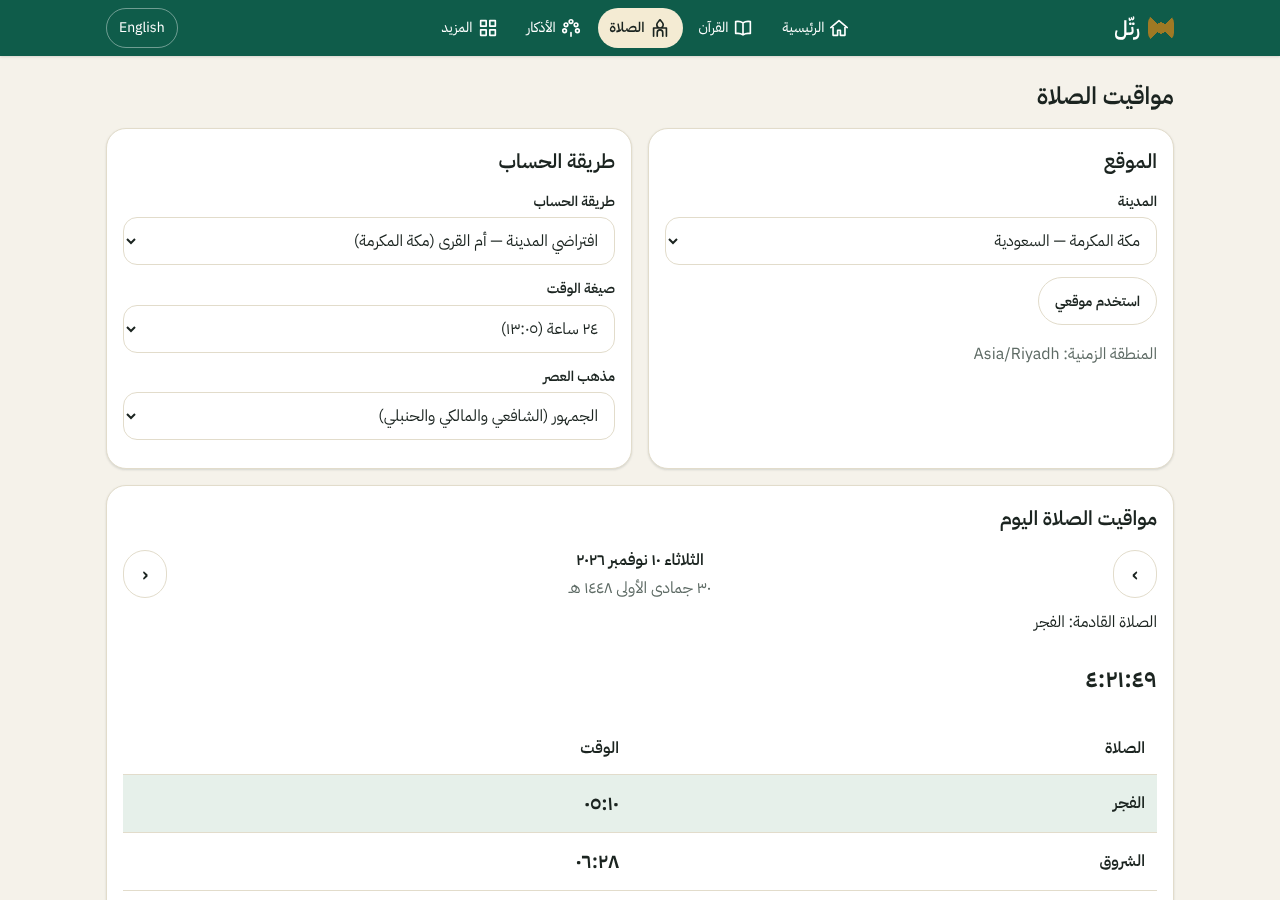 رتّل
الرئيسية
القرآن
الصلاة
الأذكار
المزيد
English
مواقيت الصلاة
الموقع
المدينة
مكة المكرمة — السعودية
استخدم موقعي
المنطقة الزمنية: Asia/Riyadh
طريقة الحساب
طريقة الحساب
افتراضي المدينة — أم القرى (مكة المكرمة)
صيغة الوقت
٢٤ ساعة (١٣:٠٥)
مذهب العصر
الجمهور (الشافعي والمالكي والحنبلي)
مواقيت الصلاة اليوم
الثلاثاء ١٠ نوفمبر ٢٠٢٦
٣٠ جمادى الأولى ١٤٤٨ هـ
الصلاة القادمة: الفجر
٤:٢١:٤٩
الصلاة الوقت
الفجر ٠٥:١٠
الشروق ٠٦:٢٨